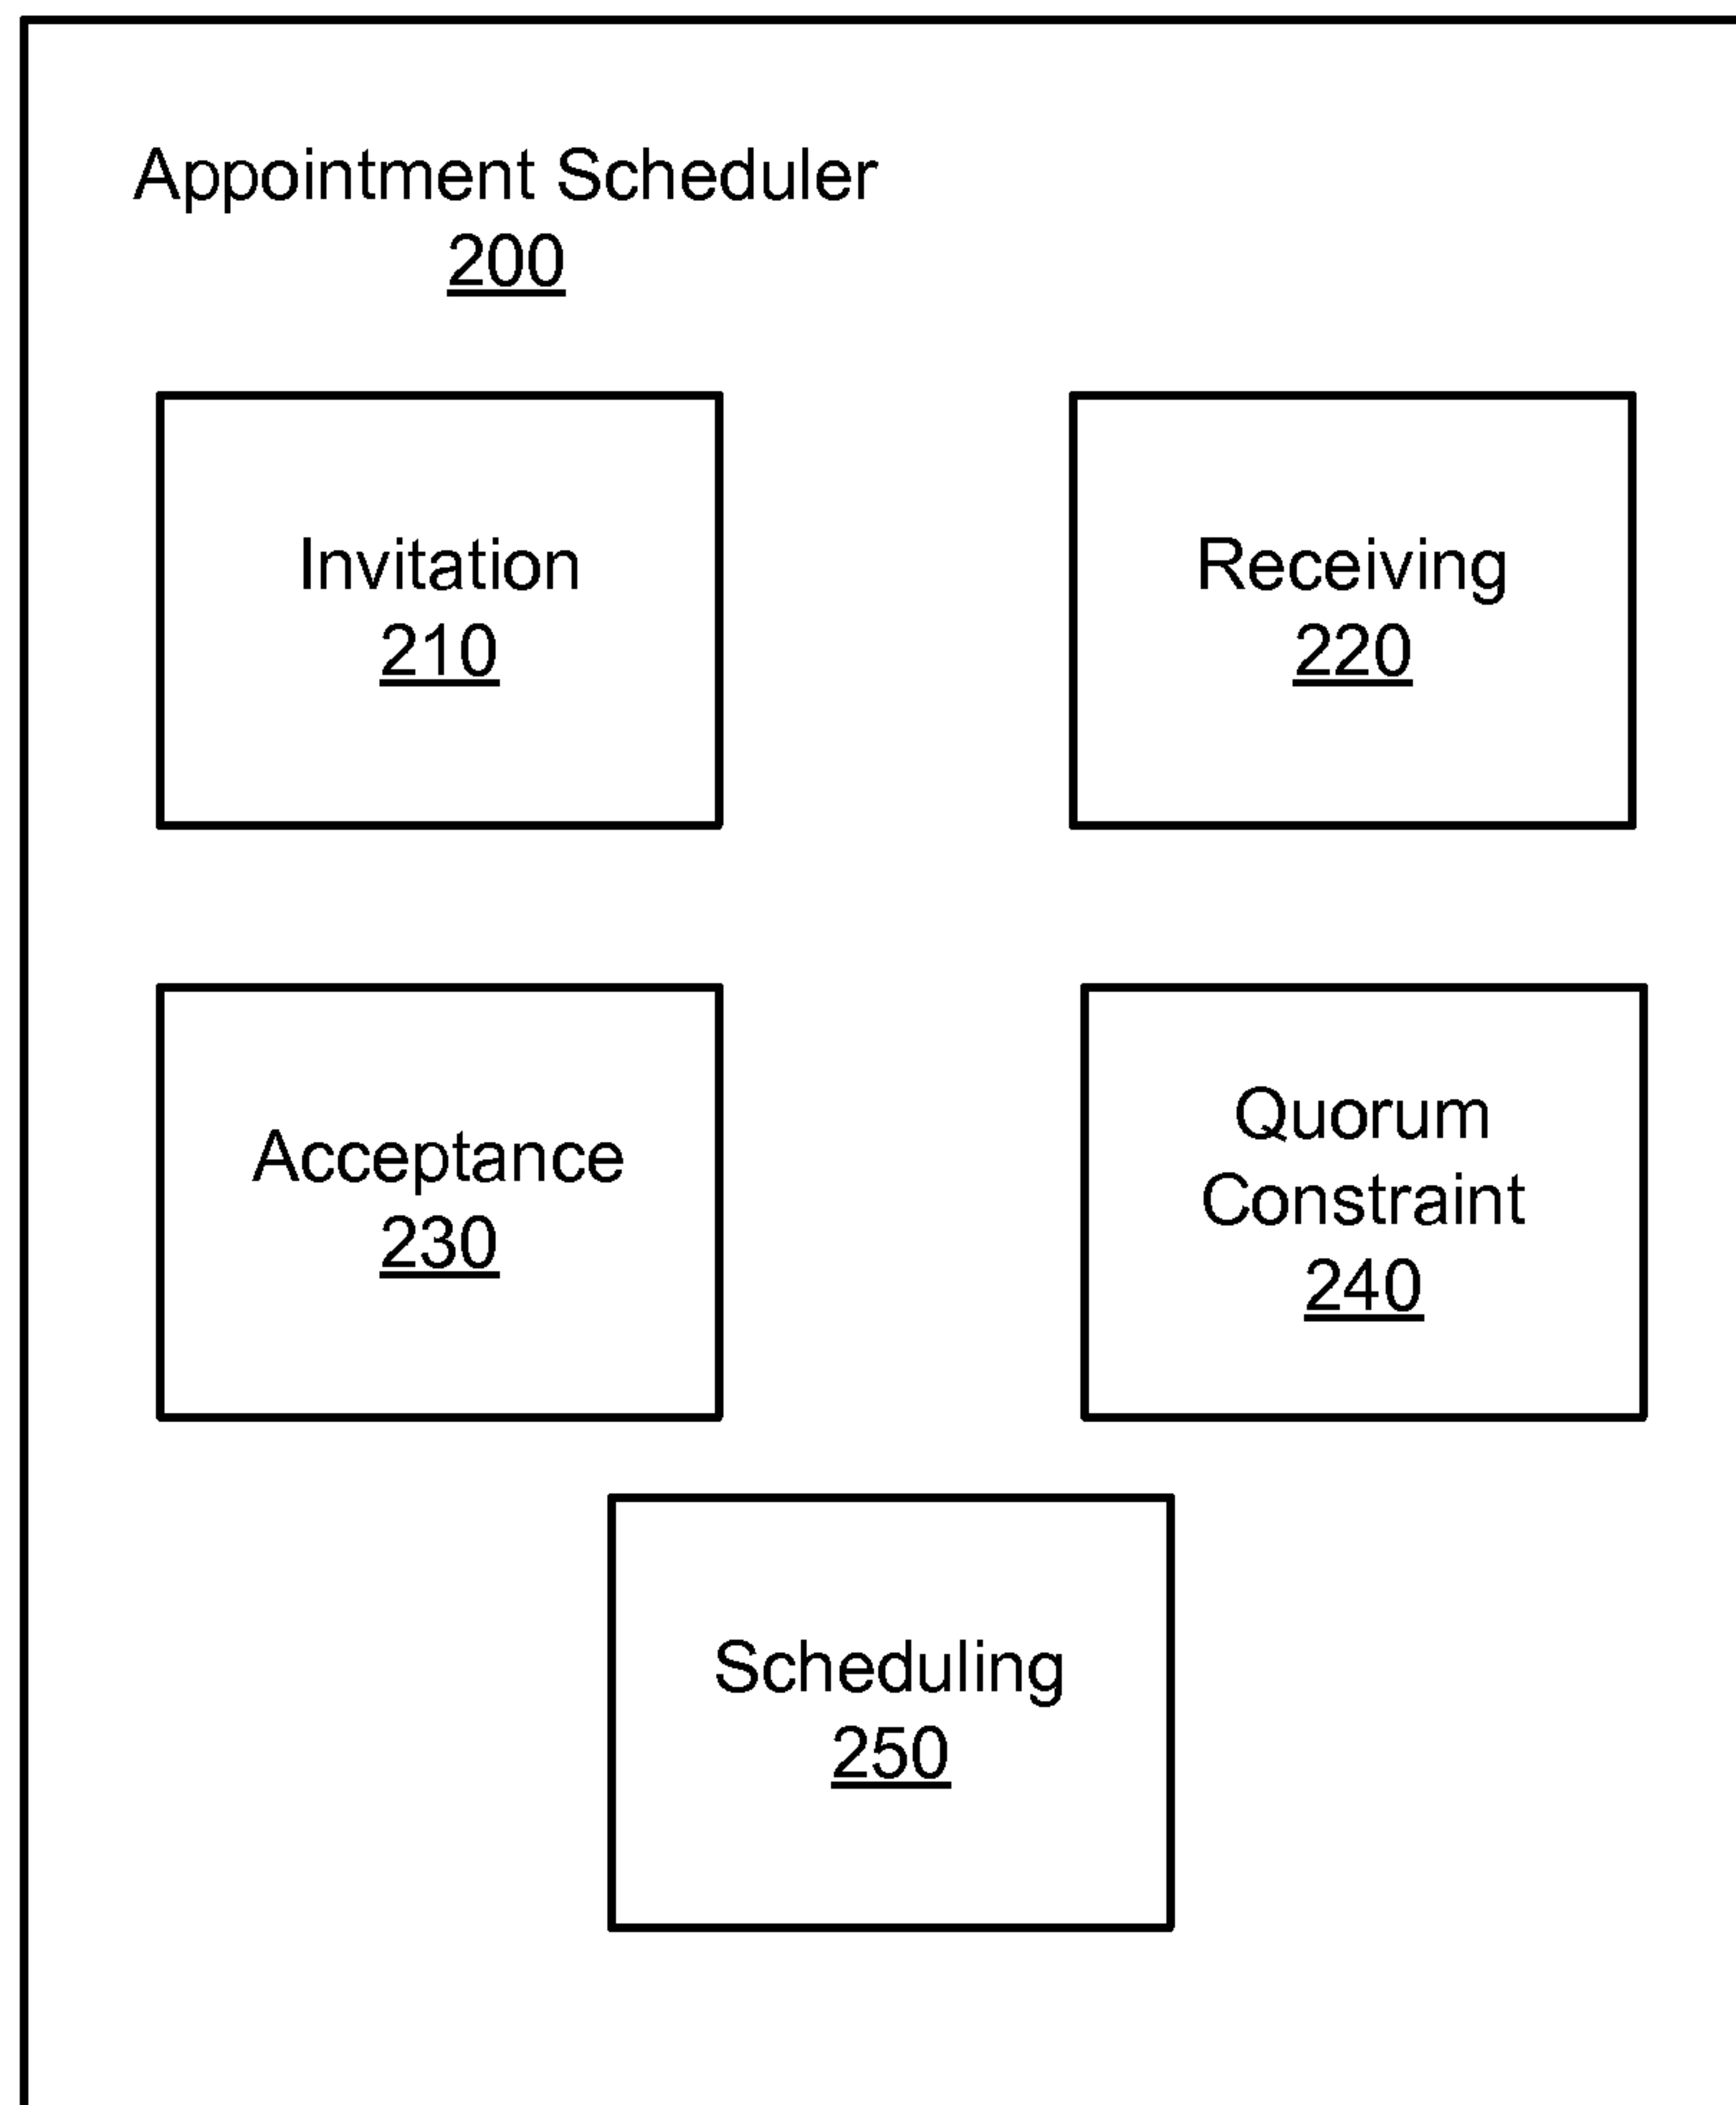 Appointment Scheduler
200
Invitation
210
Receiving
220
Acceptance
230
Quorum
Constraint
240
Scheduling
250